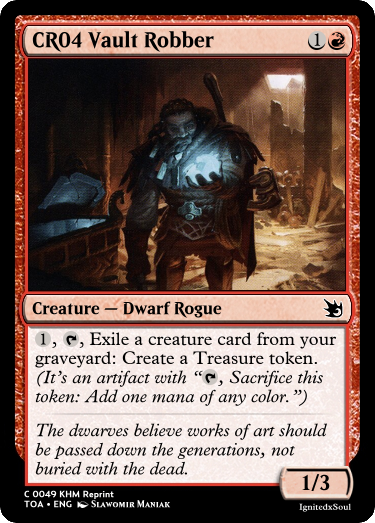 CR04 Vault Robber
1
Creature — Dwarf Rogue
1, , Exile a creature card from your
graveyard: Create a Treasure token.
(It's an artifact with “, Sacrifice this
token: Add one mana of any color.”)
The dwarves believe works of art should
be passed down the generations, not
buried with the dead.
1/3
C 0049 KHM Reprint
TOA • ENG Slawomir Maniak
IgnitedxSoul